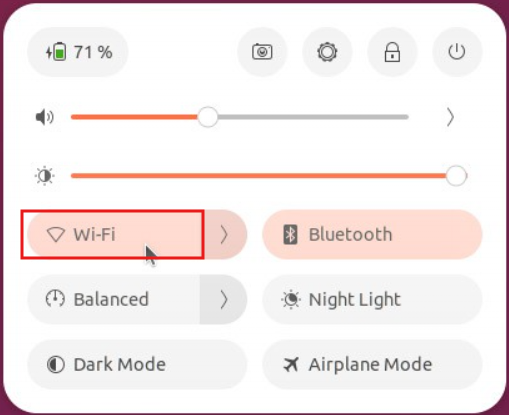 71 %
Wi-Fi
Bluetooth
Balanced
Night Light
Dark Mode
Airplane Mode